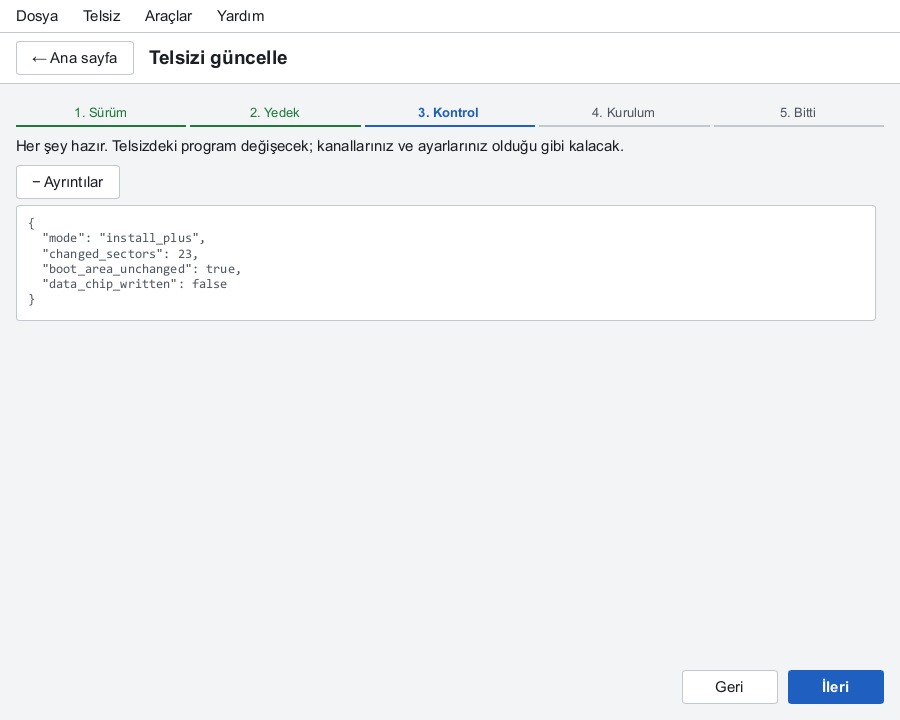 Dosya Telsiz Araçlar Yardım
← Ana sayfa Telsizi güncelle
1. Sürüm 2. Yedek 3. Kontrol 4. Kurulum 5. Bitti
Her şey hazır. Telsizdeki program değişecek; kanallarınız ve ayarlarınız olduğu gibi kalacak.
− Ayrıntılar
{
  "mode": "install_plus",
  "changed_sectors": 23,
  "boot_area_unchanged": true,
  "data_chip_written": false
}
Geri İleri